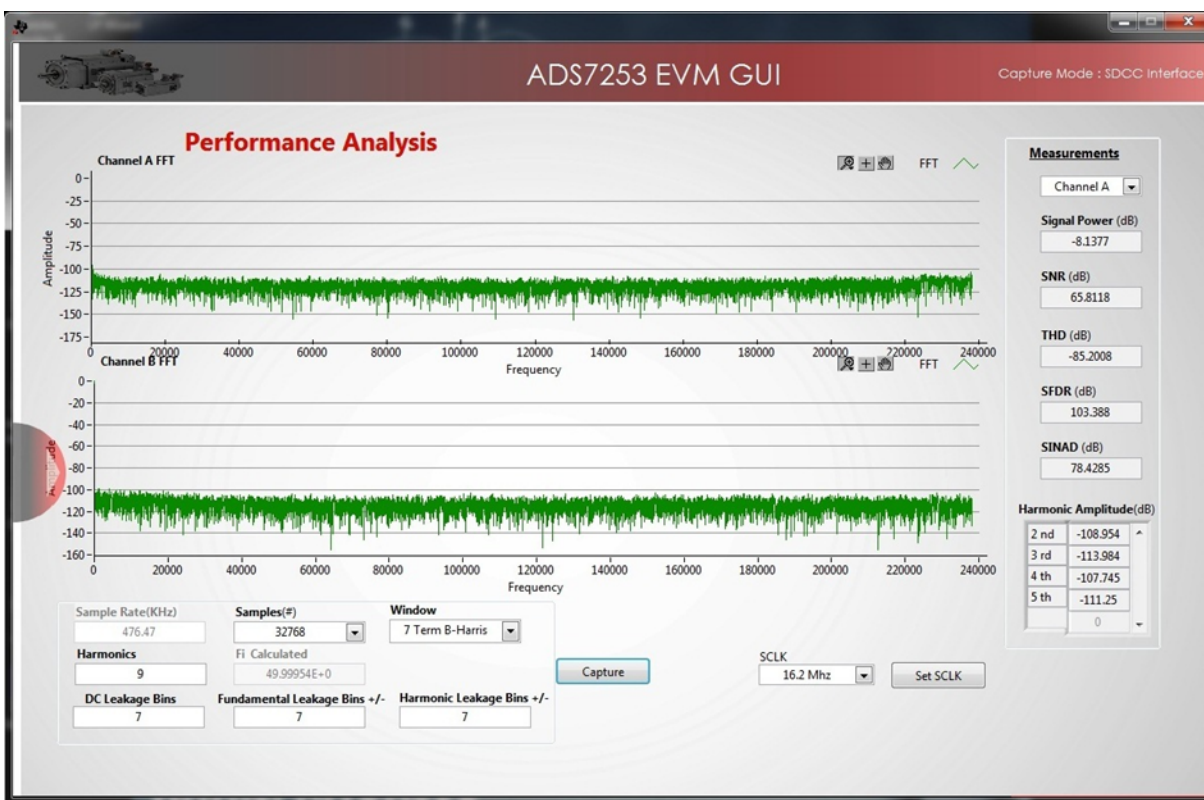 ADS7253 EVM GUI
Capture Mode : SDCC Interface
Performance Analysis
Channel A FFT
FFT
0
-25
-50
-75
-100
-125
-150
-175
Amplitude
0 20000 40000 60000 80000 100000 120000 140000 160000 180000 200000 220000 240000
Frequency
Channel B FFT
FFT
0
-20
-40
-60
-80
-100
-120
-140
-160
0 20000 40000 60000 80000 100000 120000 140000 160000 180000 200000 220000 240000
Frequency
Measurements
Channel A
Signal Power (dB)
-8.1377
SNR (dB)
65.8118
THD (dB)
-85.2008
SFDR (dB)
103.388
SINAD (dB)
78.4285
Harmonic Amplitude(dB)
2 nd -108.954
3 rd -113.984
4 th -107.745
5 th -111.25
0
Sample Rate(KHz) Samples(#) Window
476.47 32768 7 Term B-Harris
Harmonics Fi Calculated
9 49.99954E+0
DC Leakage Bins Fundamental Leakage Bins +/- Harmonic Leakage Bins +/-
7 7 7
Capture
SCLK
16.2 Mhz
Set SCLK